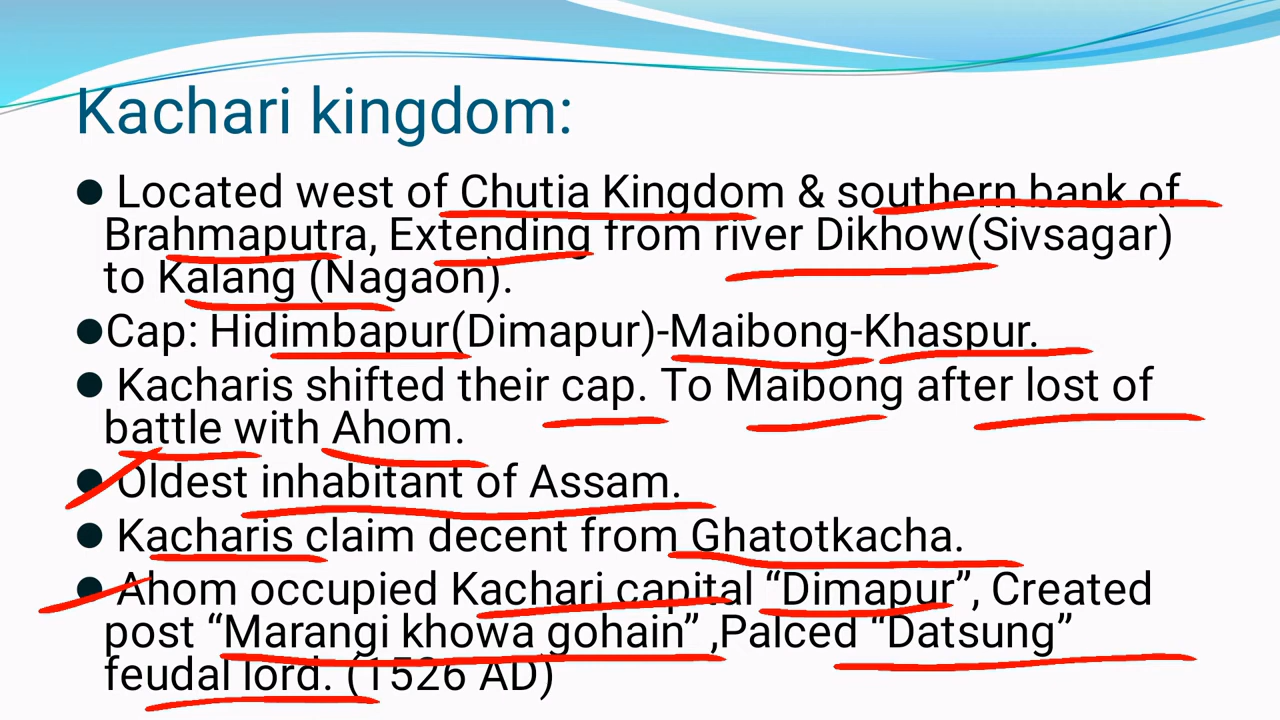 Kachari kingdom:
● Located west of Chutia Kingdom & southern bank of
Brahmaputra, Extending from river Dikhow(Sivsagar)
to Kalang (Nagaon).
●Cap: Hidimbapur(Dimapur)-Maibong-Khaspur.
● Kacharis shifted their cap. To Maibong after lost of
battle with Ahom.
● Oldest inhabitant of Assam.
● Kacharis claim decent from Ghatotkacha.
● Ahom occupied Kachari capital “Dimapur”, Created
post “Marangi khowa gohain” ,Palced “Datsung”
feudal lord. (1526 AD)